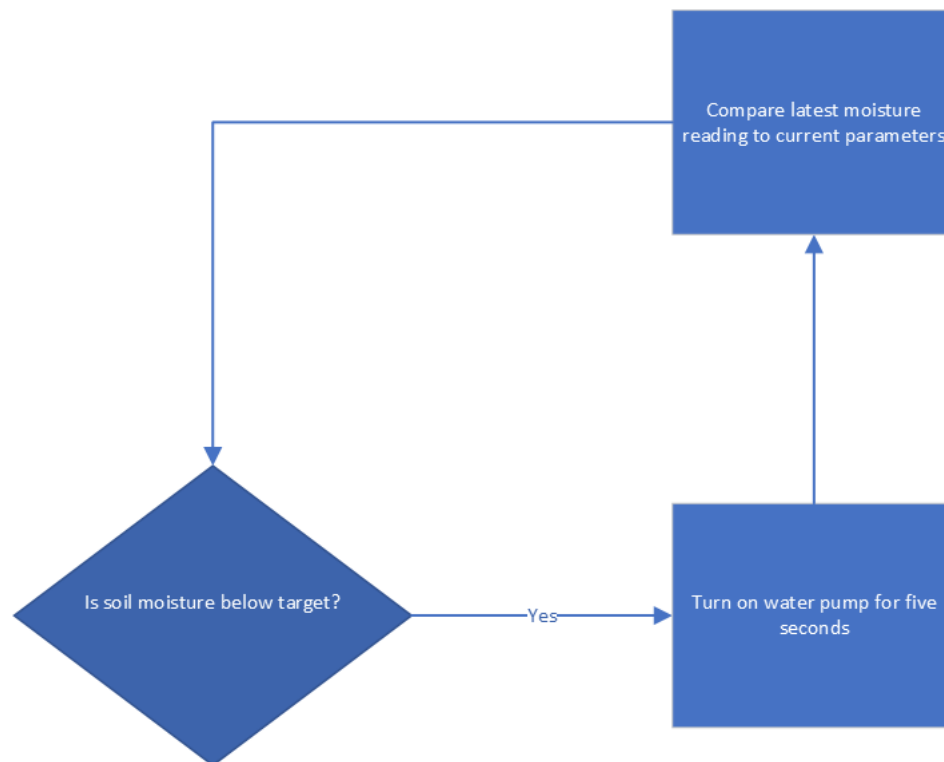 Compare latest moisture
reading to current parameters
Is soil moisture below target?
Yes
Turn on water pump for five
seconds